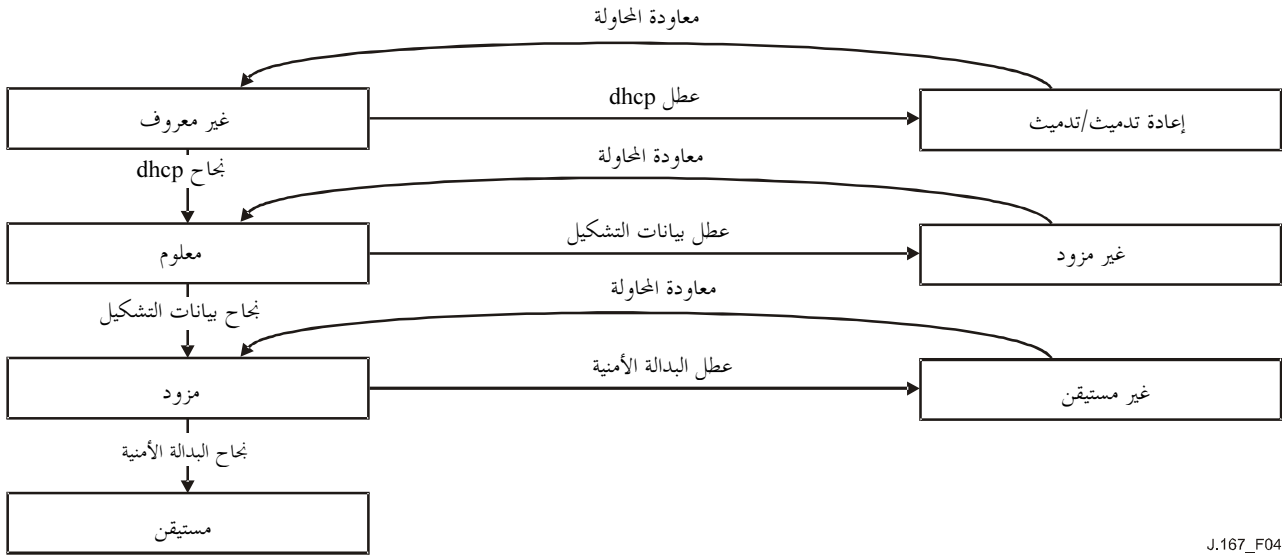 معاودة المحاولة
غير معروف
عطل dhcp
إعادة تدميث/تدميث
نجاح dhcp
معاودة المحاولة
معلوم
عطل بيانات التشكيل
غير مزود
نجاح بيانات التشكيل
معاودة المحاولة
مزود
عطل البدالة الأمنية
غير مستيقن
نجاح البدالة الأمنية
مستيقن
J.167_F04